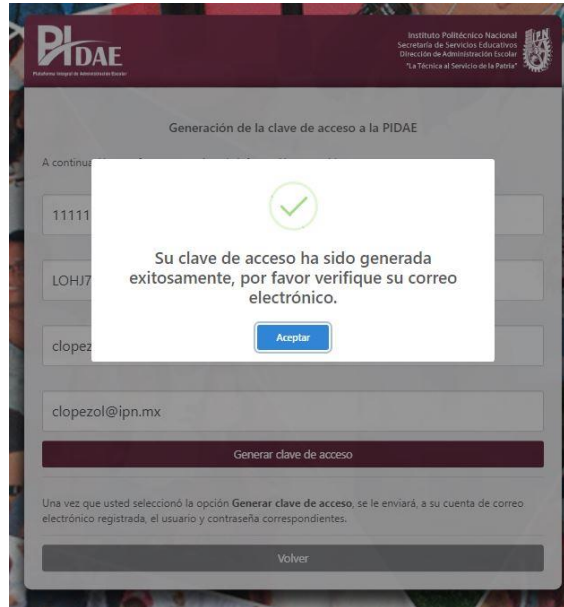 PIDAE
Plataforma Integral de Administración Escolar
Instituto Politécnico Nacional
Secretaría de Servicios Educativos
Dirección de Administración Escolar
"La Técnica al Servicio de la Patria"
IPN
Generación de la clave de acceso a la PIDAE
A continua
11111
Su clave de acceso ha sido generada
exitosamente, por favor verifique su correo
electrónico.
LOHJ7
Aceptar
clopez
clopezol@ipn.mx
Generar clave de acceso
Una vez que usted seleccionó la opción Generar clave de acceso, se le enviará, a su cuenta de correo
electrónico registrada, el usuario y contraseña correspondientes.
Volver